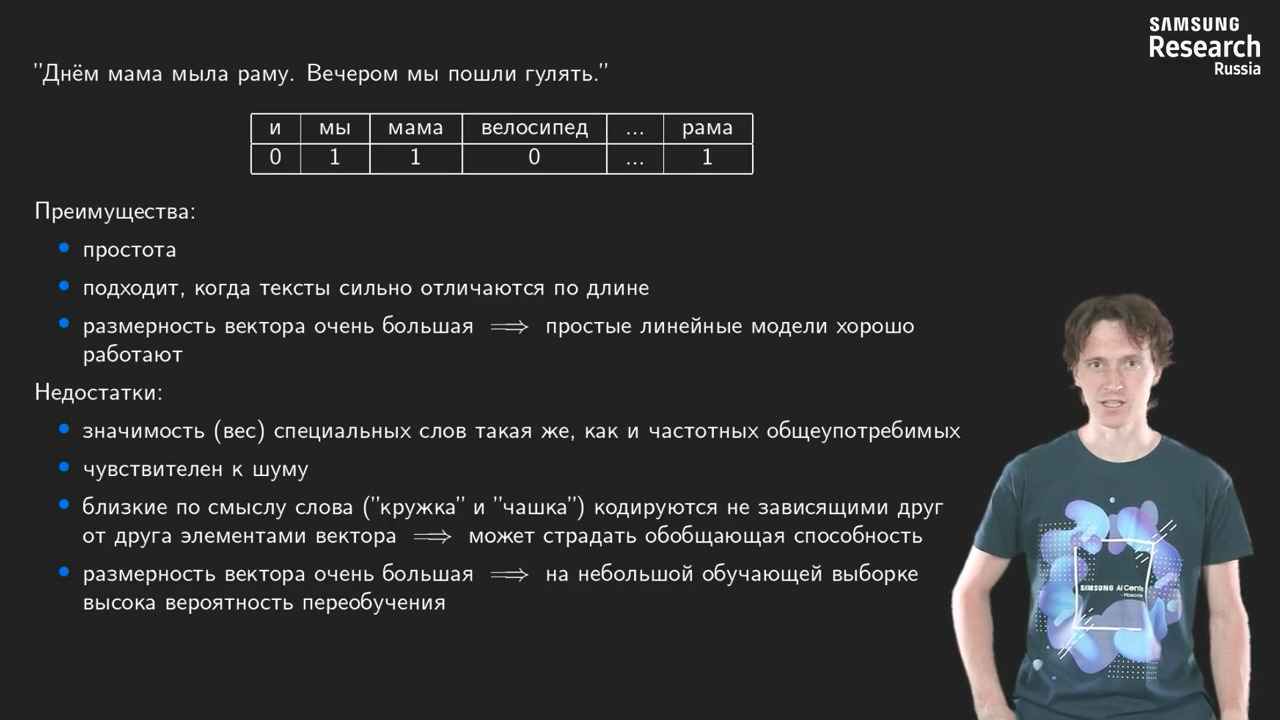 SAMSUNG
Research
Russia
"Днём мама мыла раму. Вечером мы пошли гулять."
и мы мама велосипед ... рама
0 1 1 0 ... 1
Преимущества:
простота
подходит, когда тексты сильно отличаются по длине
размерность вектора очень большая ⟹ простые линейные модели хорошо
работают
Недостатки:
значимость (вес) специальных слов такая же, как и частотных общеупотребимых
чувствителен к шуму
близкие по смыслу слова ("кружка" и "чашка") кодируются не зависящими друг
от друга элементами вектора ⟹ может страдать обобщающая способность
размерность вектора очень большая ⟹ на небольшой обучающей выборке
высока вероятность переобучения
SAMSUNG AI Cente
- Moscow